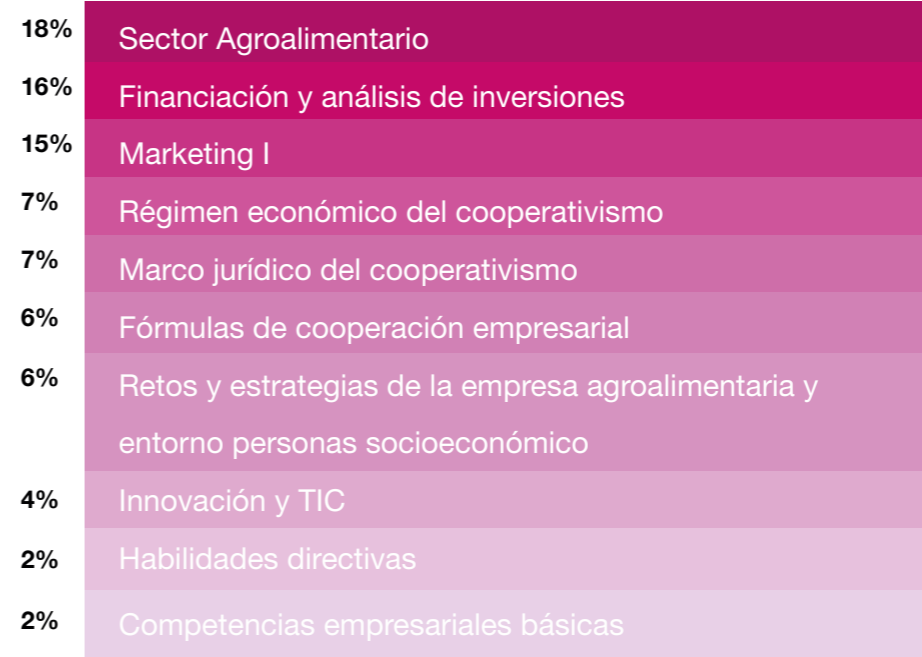 18% Sector Agroalimentario
16% Financiación y análisis de inversiones
15% Marketing I
7% Régimen económico del cooperativismo
7% Marco jurídico del cooperativismo
6% Fórmulas de cooperación empresarial
6% Retos y estrategias de la empresa agroalimentaria y
entorno personas socioeconómico
4% Innovación y TIC
2% Habilidades directivas
2% Competencias empresariales básicas